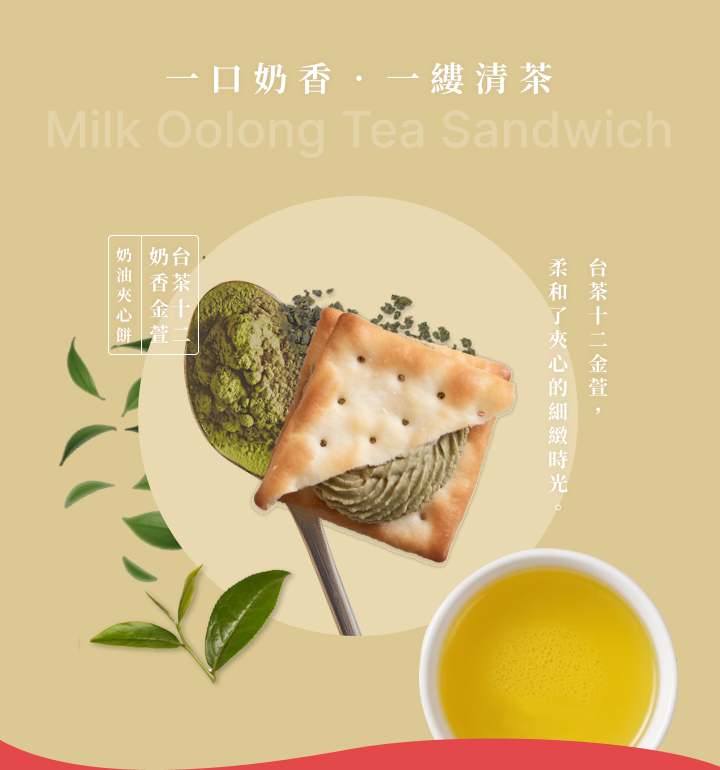 一口奶香・一縷清茶
Milk Oolong Tea Sandwich
台茶十二
奶香金萱
奶油夾心餅
台茶十二金萱，
柔和了夾心的細緻時光。